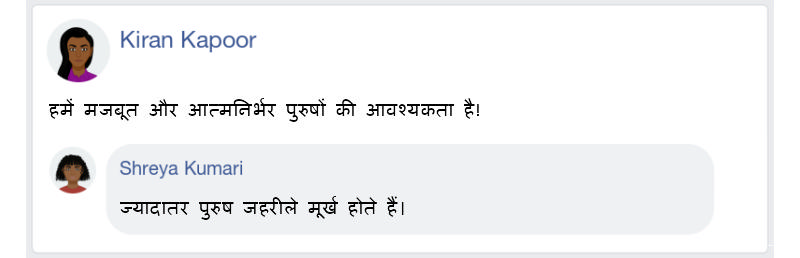 Kiran Kapoor
हमें मजबूत और आत्मनिर्भर पुरुषों की आवश्यकता है!
Shreya Kumari
ज्यादातर पुरुष जहरीले मूर्ख होते हैं।